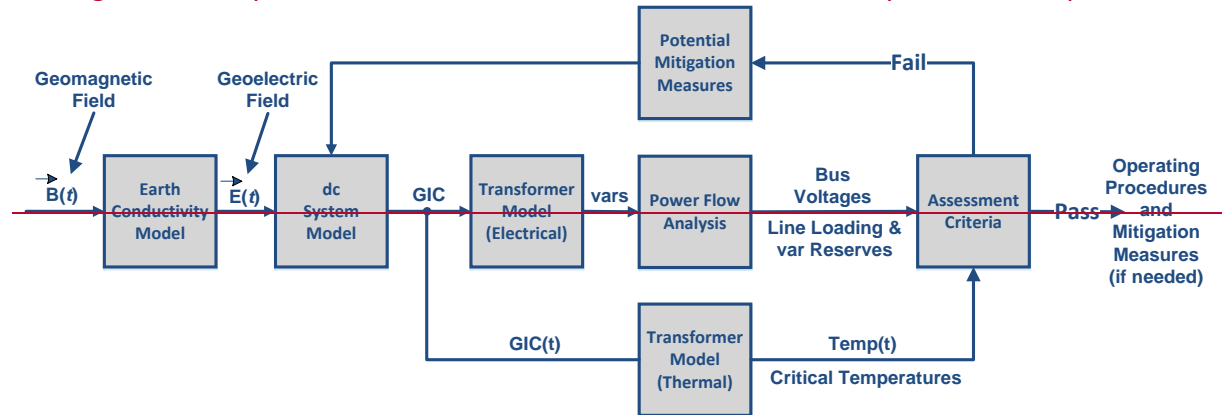 Potential
Mitigation
Measures
Fail
Geomagnetic
Field
Geoelectric
Field
B(t)
Earth
Conductivity
Model
E(t)
dc
System
Model
GIC
Transformer
Model
(Electrical)
vars
Power Flow
Analysis
Bus
Voltages
Line Loading &
var Reserves
Assessment
Criteria
Pass
Operating
Procedures
and
Mitigation
Measures
(if needed)
GIC(t)
Transformer
Model
(Thermal)
Temp(t)
Critical Temperatures